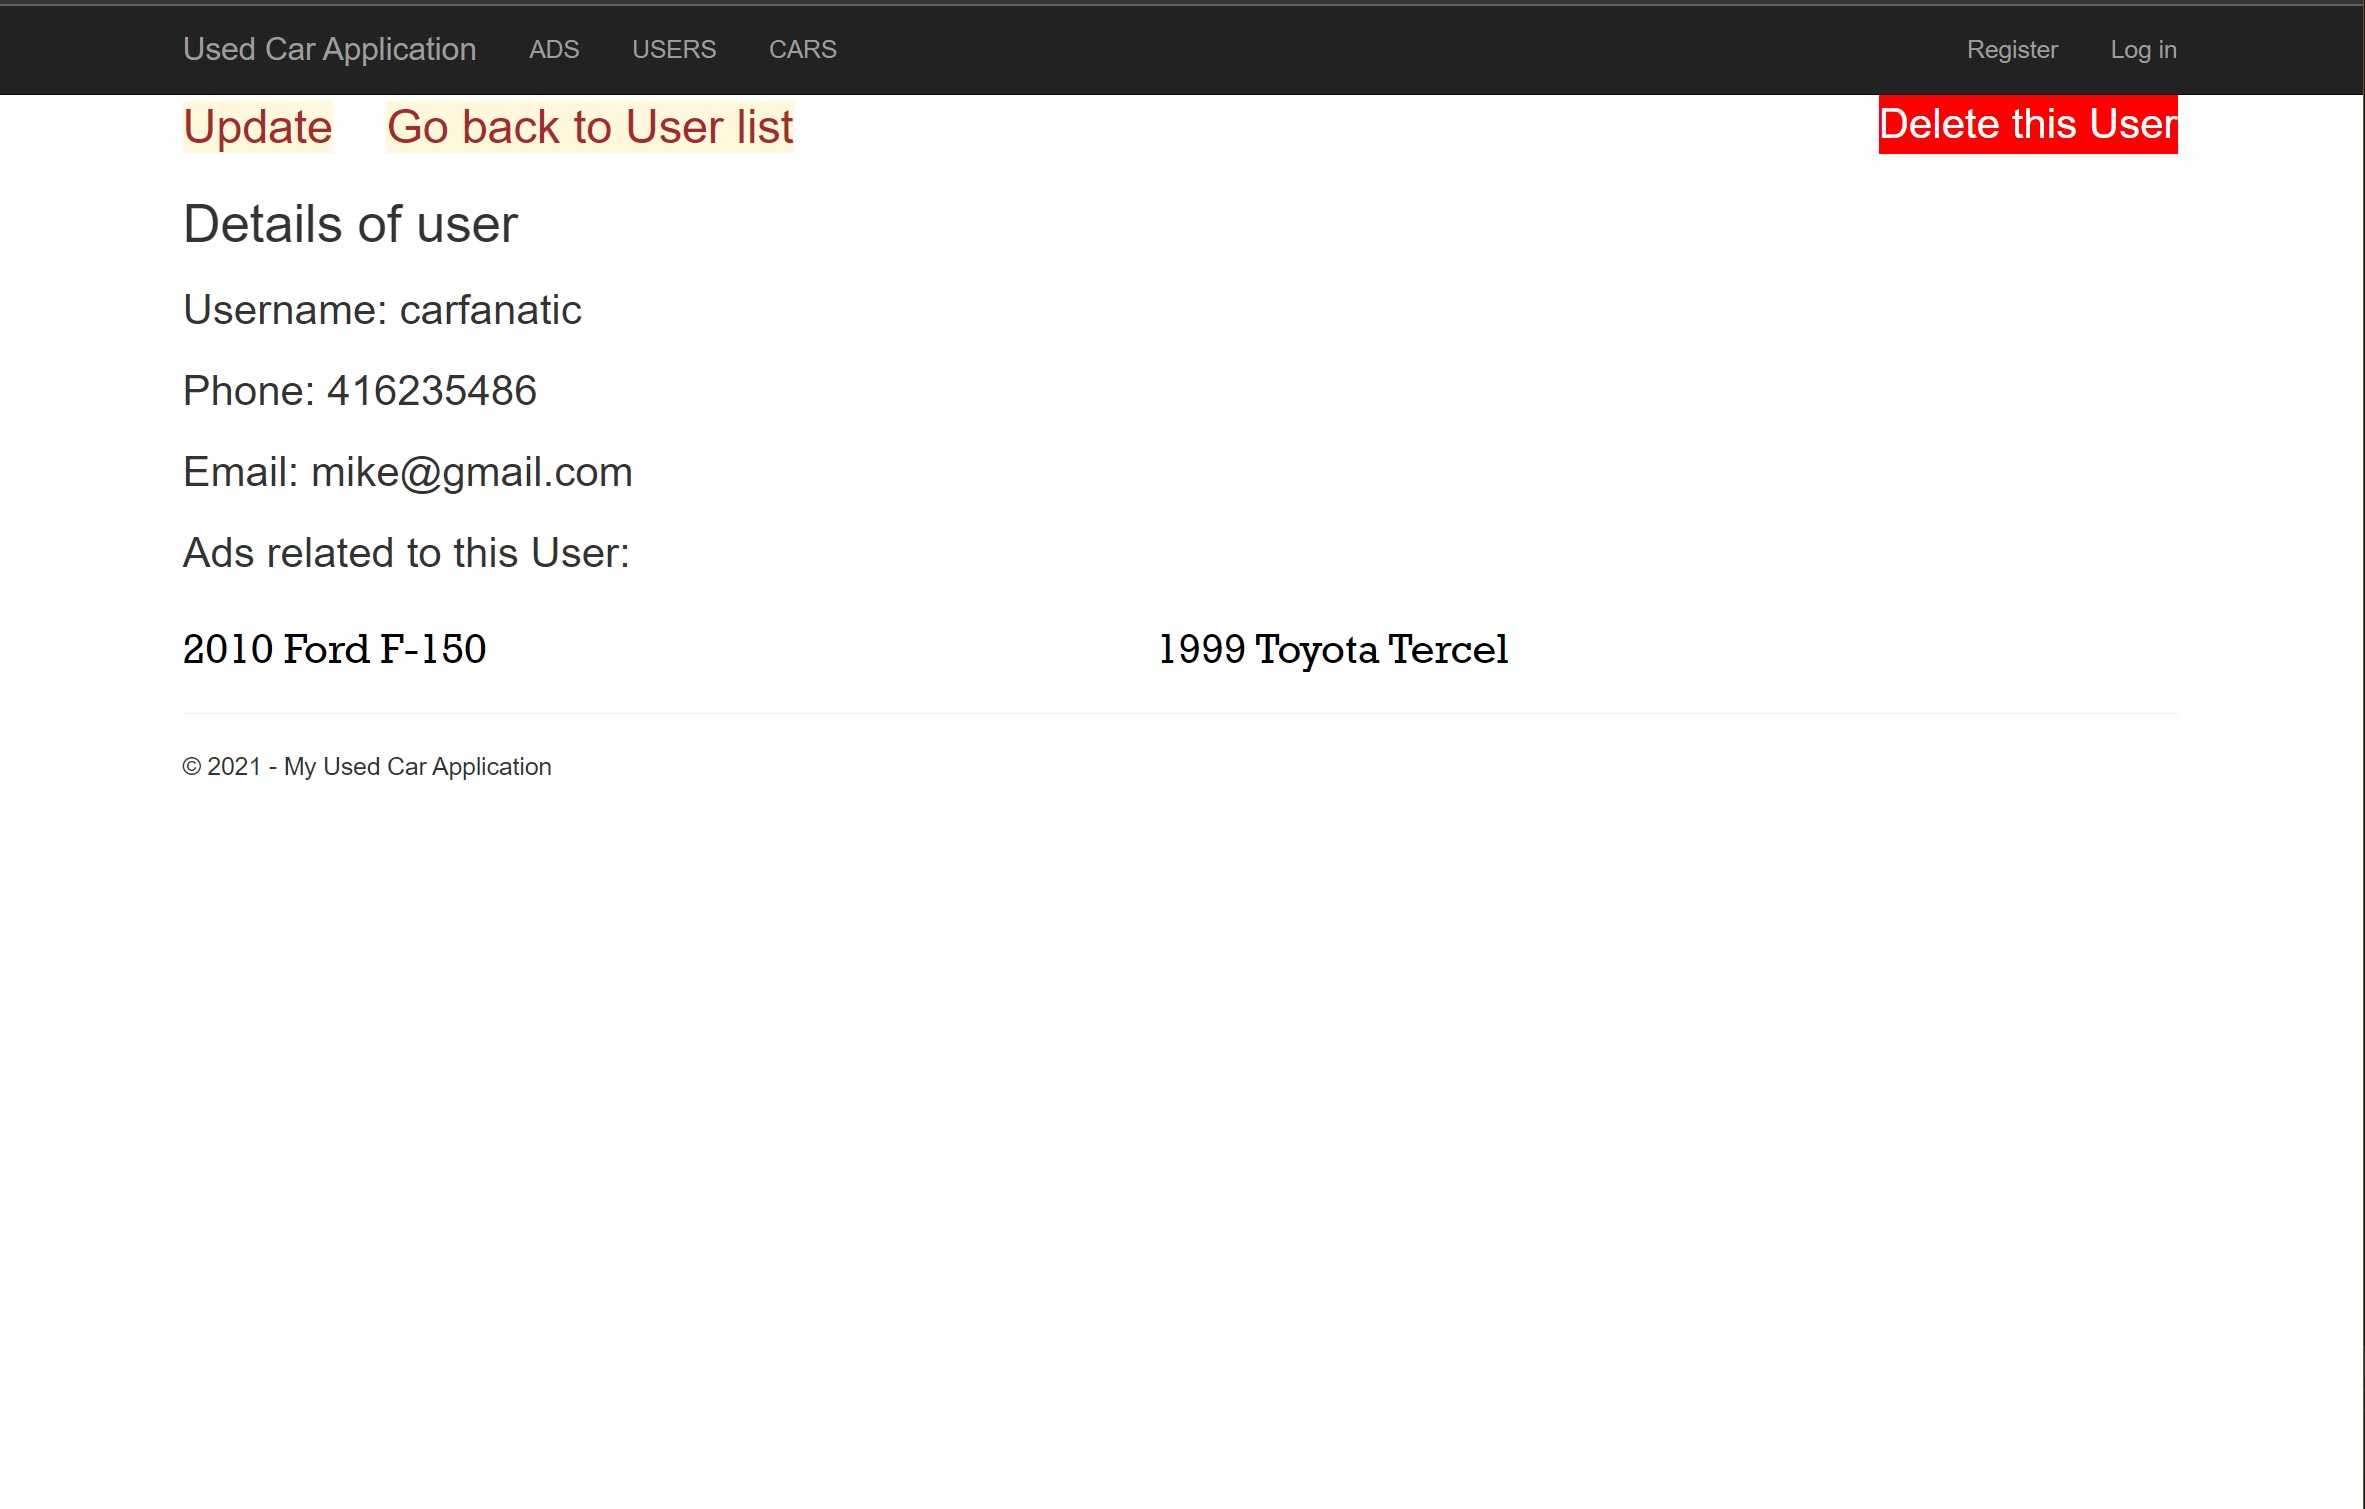 Used Car Application ADS USERS CARS Register Log in
Update Go back to User list Delete this User
Details of user
Username: carfanatic
Phone: 416235486
Email: mike@gmail.com
Ads related to this User:
2010 Ford F-150 1999 Toyota Tercel
© 2021 - My Used Car Application